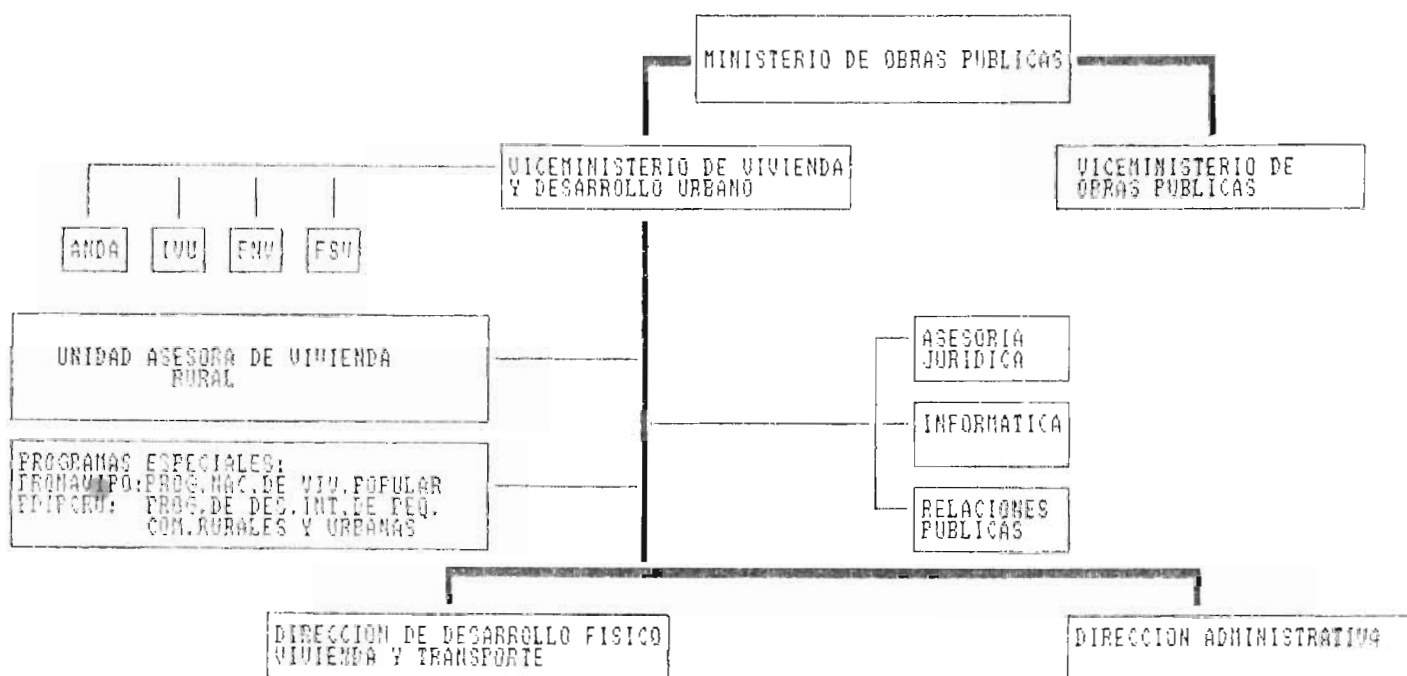 MINISTERIO DE OBRAS PUBLICAS
VICEMINISTERIO DE VIVIENDA
Y DESARROLLO URBANO
VICEMINISTERIO DE
OBRAS PUBLICAS
ANDA
IVU
FNV
FSV
UNIDAD ASESORA DE VIVIENDA
RURAL
ASESORIA
JURIDICA
INFORMATICA
RELACIONES
PUBLICAS
PROGRAMAS ESPECIALES:
PRONAVIPO: PROG.NAC.DE VIV.POPULAR
PROG.DE DES.INT.DE PEQ.
COM.RURALES Y URBANAS
DIRECCION DE DESARROLLO FISICO
VIVIENDA Y TRANSPORTE
DIRECCION ADMINISTRATIVA